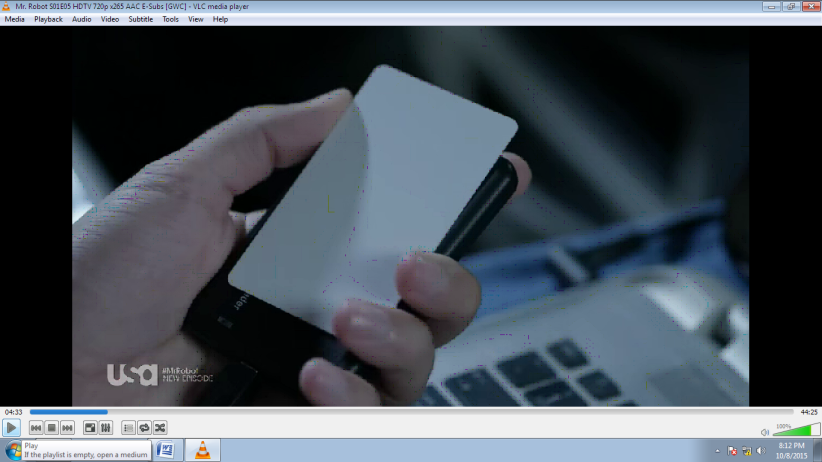 Mr. Robot S01E05 HDTV 720p x265 AAC E-Subs [GWC] - VLC media player
Media Playback Audio Video Subtitle Tools View Help
usa #MrRobot
NEW EPISODE
04:33 44:25
100%
Play
If the playlist is empty, open a medium
8:12 PM
10/8/2015